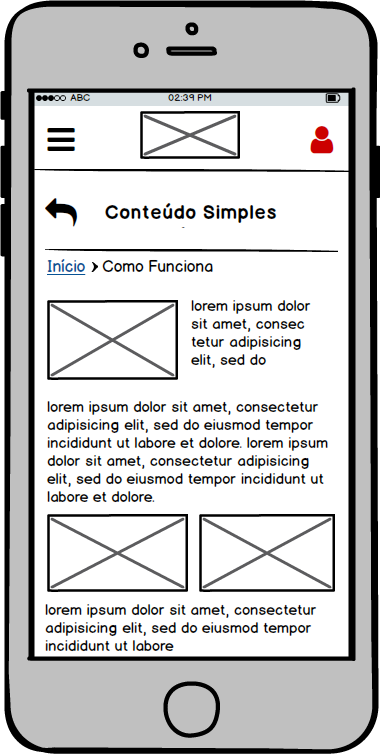 ABC 02:39 PM
Conteúdo Simples
Início > Como Funciona
lorem ipsum dolor
sit amet, consec
tetur adipisicing
elit, sed do
lorem ipsum dolor sit amet, consectetur
adipisicing elit, sed do eiusmod tempor
incididunt ut labore et dolore. lorem ipsum
dolor sit amet, consectetur adipisicing
elit, sed do eiusmod tempor incididunt ut
labore et dolore.
lorem ipsum dolor sit amet, consectetur
adipisicing elit, sed do eiusmod tempor
incididunt ut labore